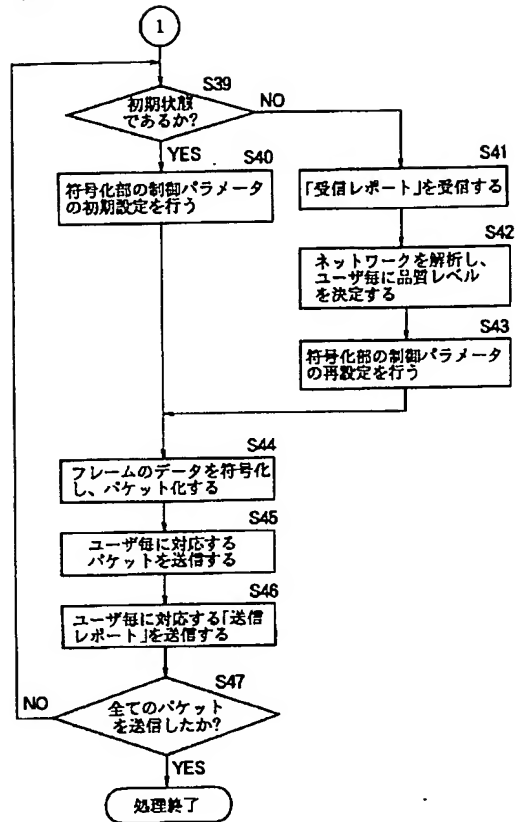 1
S39
初期状態
であるか?
NO
YES
S40
符号化部の制御パラメータ
の初期設定を行う
S41
「受信レポート」を受信する
S42
ネットワークを解析し、
ユーザ毎に品質レベル
を決定する
S43
符号化部の制御パラメータ
の再設定を行う
S44
フレームのデータを符号化
し、パケット化する
S45
ユーザ毎に対応する
パケットを送信する
S46
ユーザ毎に対応する「送信
レポート」を送信する
S47
全てのパケット
を送信したか?
NO
YES
処理終了